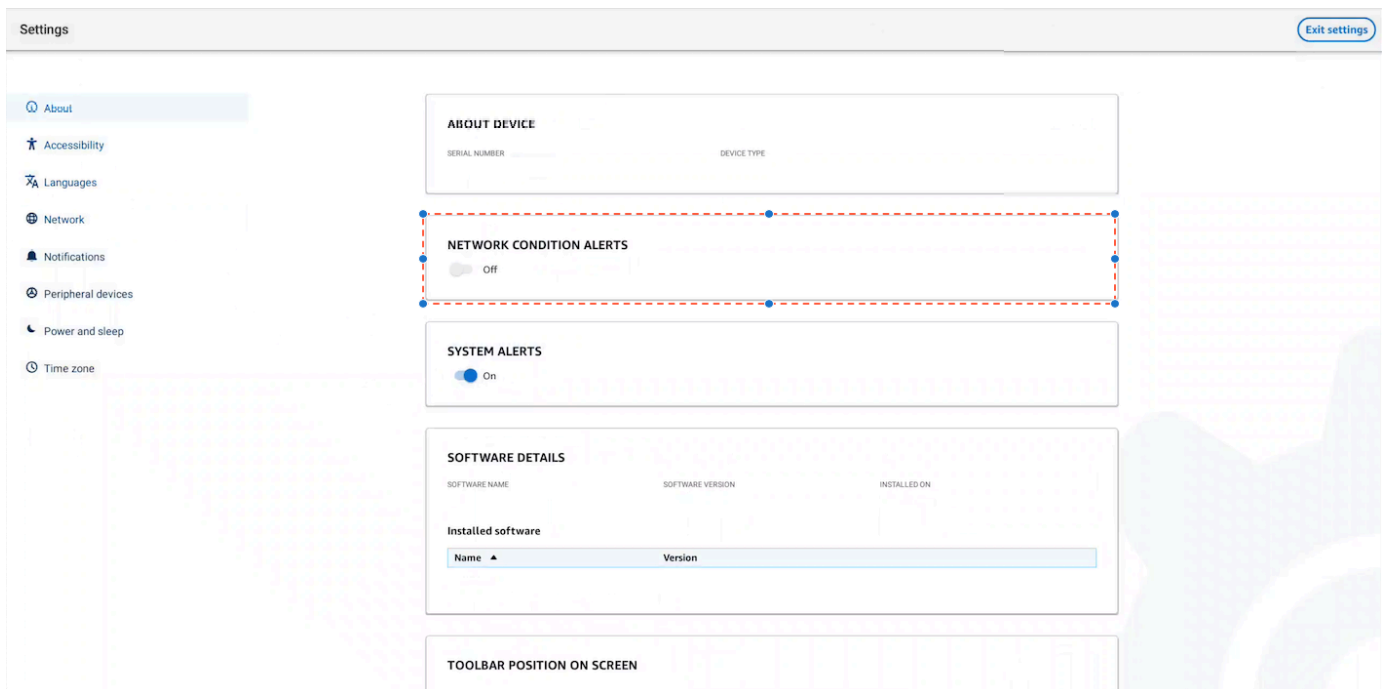 Settings
Exit settings
About
Accessibility
Languages
Network
Notifications
Peripheral devices
Power and sleep
Time zone
ABOUT DEVICE
SERIAL NUMBER DEVICE TYPE
NETWORK CONDITION ALERTS
Off
SYSTEM ALERTS
On
SOFTWARE DETAILS
SOFTWARE NAME SOFTWARE VERSION INSTALLED ON
Installed software
Name Version
TOOLBAR POSITION ON SCREEN